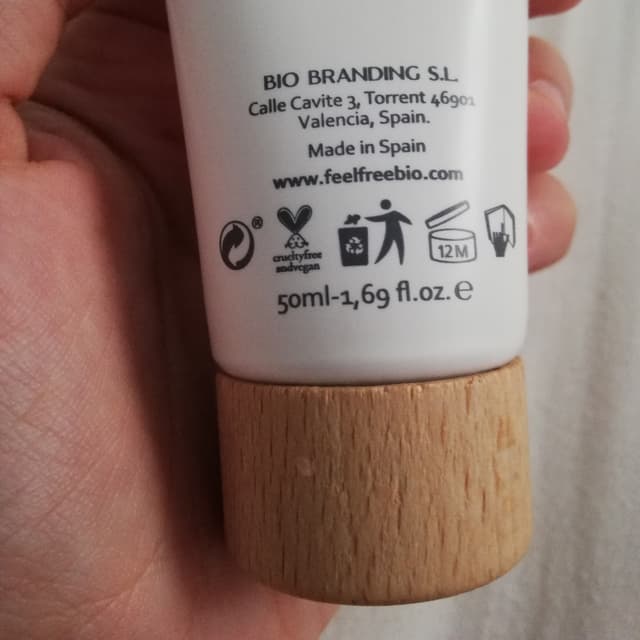 BIO BRANDING S.L.
Calle Cavite 3, Torrent 46901
Valencia, Spain.
Made in Spain
www.feelfreebio.com
®
crueltyfree
andvegan
12M
50ml-1,69 fl.oz. e